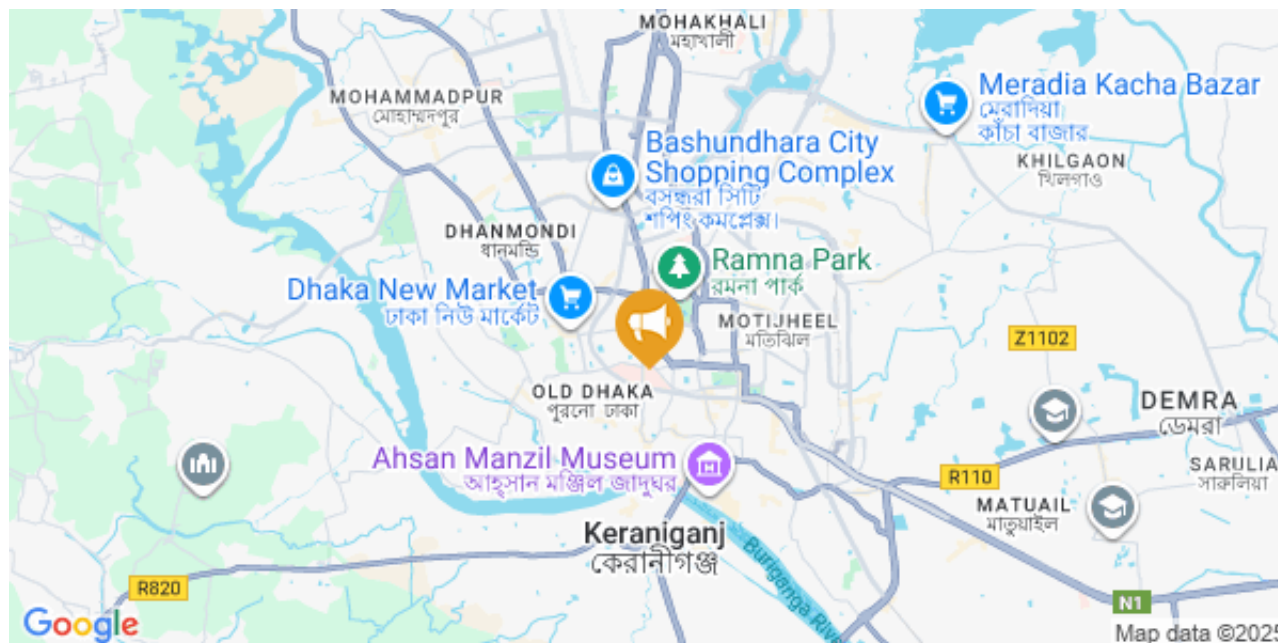 MOHAKHALI
মহাখালী
MOHAMMADPUR
মোহাম্মদপুর
Meradia Kacha Bazar
মেরাদিয়া
কাঁচা বাজার
Bashundhara City
Shopping Complex
বসুন্ধরা সিটি
শপিং কমপ্লেক্স।
KHILGAON
খিলগাও
DHANMONDI
ধানমন্ডি
Ramna Park
রমনা পার্ক
Dhaka New Market
ঢাকা নিউ মার্কেট
MOTIJHEEL
মতিঝিল
Z1102
OLD DHAKA
পুরনো ঢাকা
DEMRA
ডেমরা
Ahsan Manzil Museum
আহ্সান মঞ্জিল জাদুঘর
SARULIA
সারুলিয়া
R110
MATUAIL
মাতুয়াইল
Keraniganj
কেরানীগঞ্জ
Buriganga River
R820
N1
Google
Map data ©2025